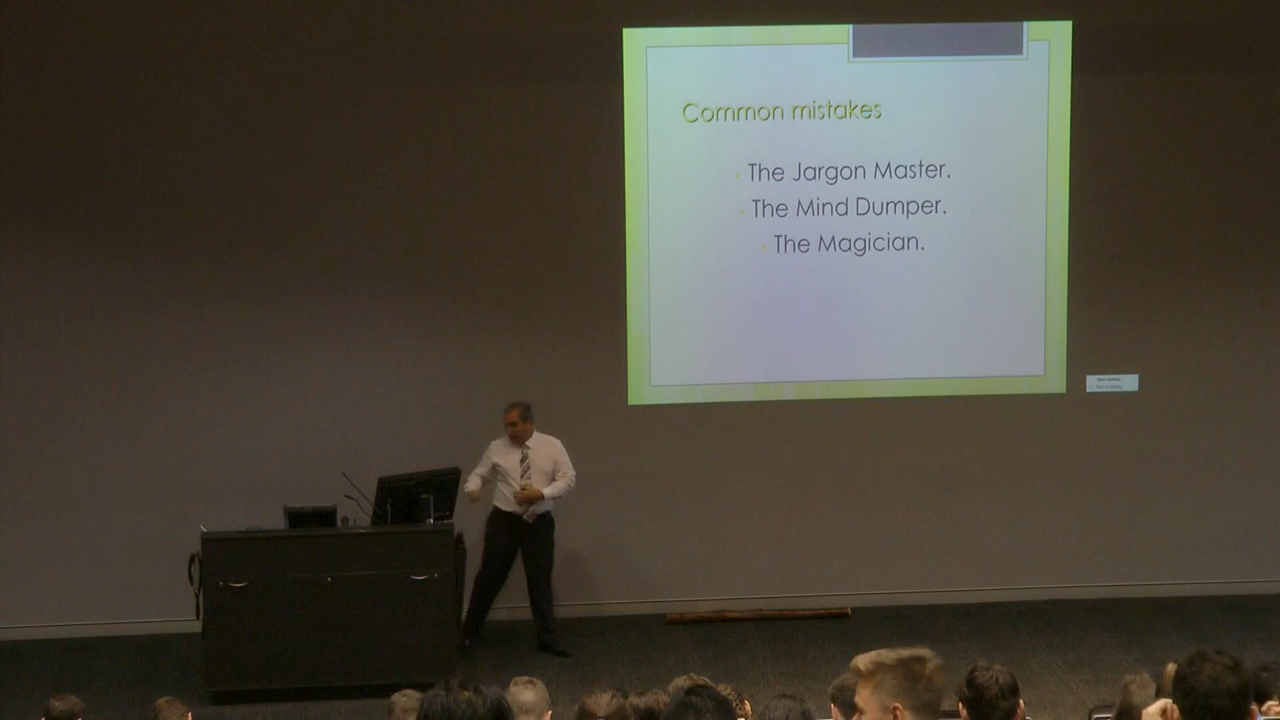 Common mistakes
The Jargon Master.
The Mind Dumper.
The Magician.